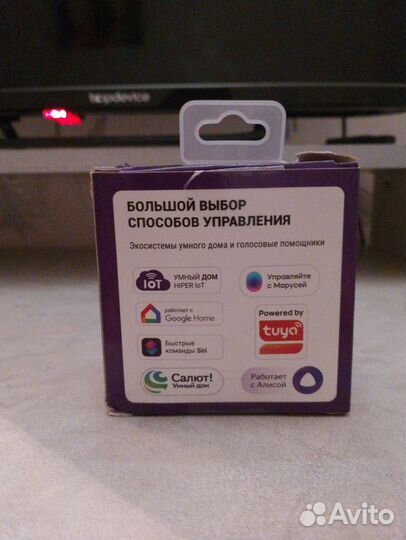 topdevice
БОЛЬШОЙ ВЫБОР
СПОСОБОВ УПРАВЛЕНИЯ
Экосистемы умного дома и голосовые помощники
IoT
УМНЫЙ ДОМ
HIPER IoT
Управляйте
с Марусей
работает с
Google Home
Powered by
tuya
Быстрые
команды Siri
Салют!
Умный дом
Работает
с Алисой
Avito